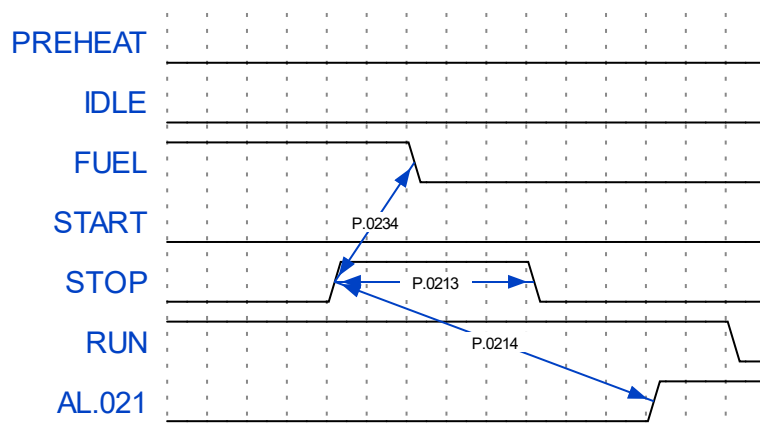 PREHEAT
IDLE
FUEL
START
P.0234
STOP
P.0213
RUN
P.0214
AL.021